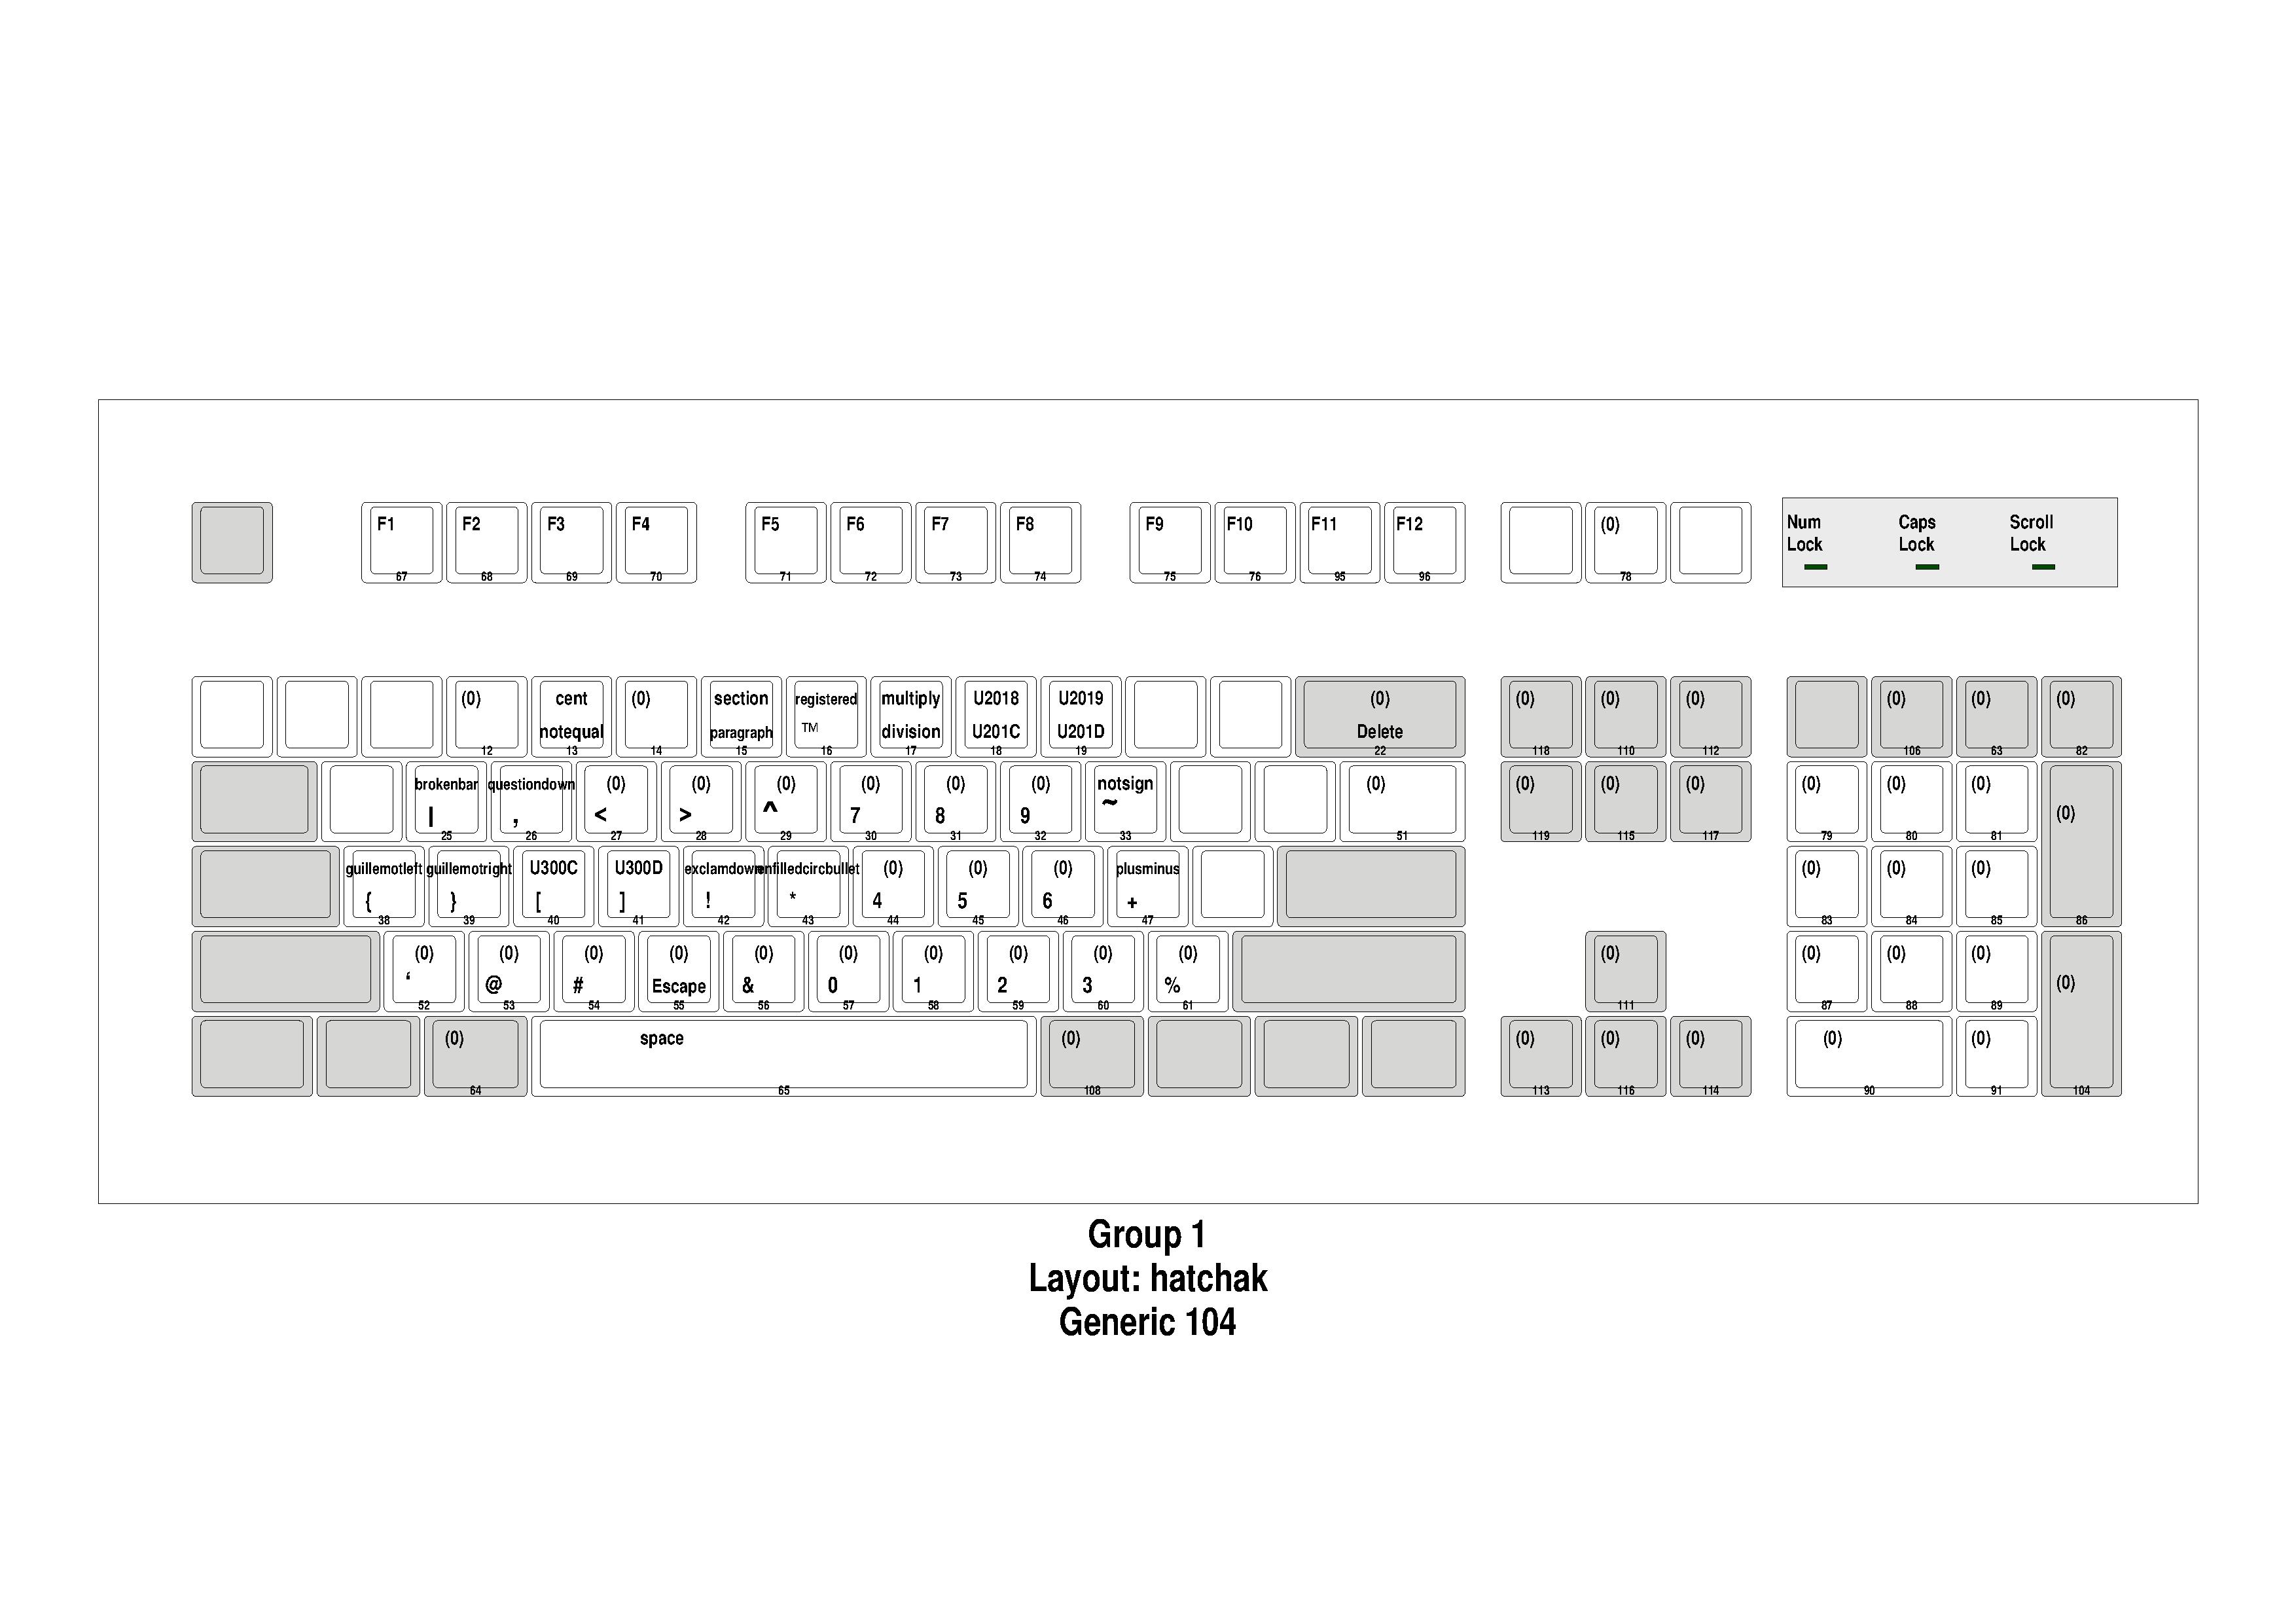 F1 F2 F3 F4 F5 F6 F7 F8 F9 F10 F11 F12 (0)
67 68 69 70 71 72 73 74 75 76 95 96 78
Num Caps Scroll
Lock Lock Lock
(0) cent (0) section registered multiply U2018 U2019 (0) (0) (0) (0) (0) (0) (0)
notequal paragraph TM division U201C U201D Delete
12 13 14 15 16 17 18 19 22 118 110 112 106 63 82
brokenbar questiondown (0) (0) (0) (0) (0) (0) notsign (0) (0) (0) (0) (0) (0) (0) (0)
| , < > ^ 7 8 9 ~
25 26 27 28 29 30 31 32 33 51 119 115 117 79 80 81
guillemotleft guillemotright U300C U300D exclamdown enfilledcircbullet (0) (0) (0) plusminus (0) (0) (0)
{ } [ ] ! * 4 5 6 +
38 39 40 41 42 43 44 45 46 47 83 84 85 86
(0) (0) (0) (0) (0) (0) (0) (0) (0) (0) (0) (0) (0) (0) (0)
‘ @ # Escape & 0 1 2 3 %
52 53 54 55 56 57 58 59 60 61 111 87 88 89
(0) space (0) (0) (0) (0) (0) (0)
64 65 108 113 116 114 90 91 104
Group 1
Layout: hatchak
Generic 104